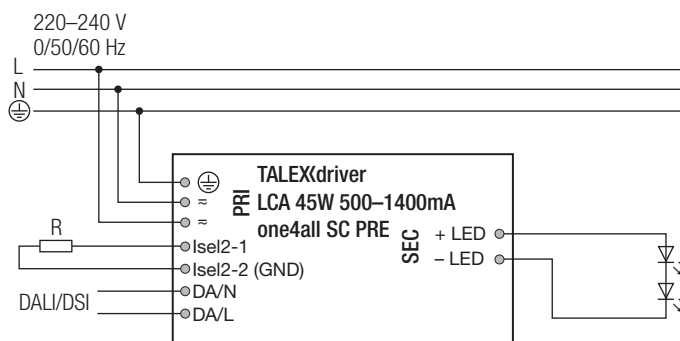 220–240 V
0/50/60 Hz
L
N
TALEXXdriver
LCA 45W 500–1400mA
one4all SC PRE
PRI
≂
≂
SEC
+ LED
– LED
R
Isel2-1
Isel2-2 (GND)
DA/N
DA/L
DALI/DSI